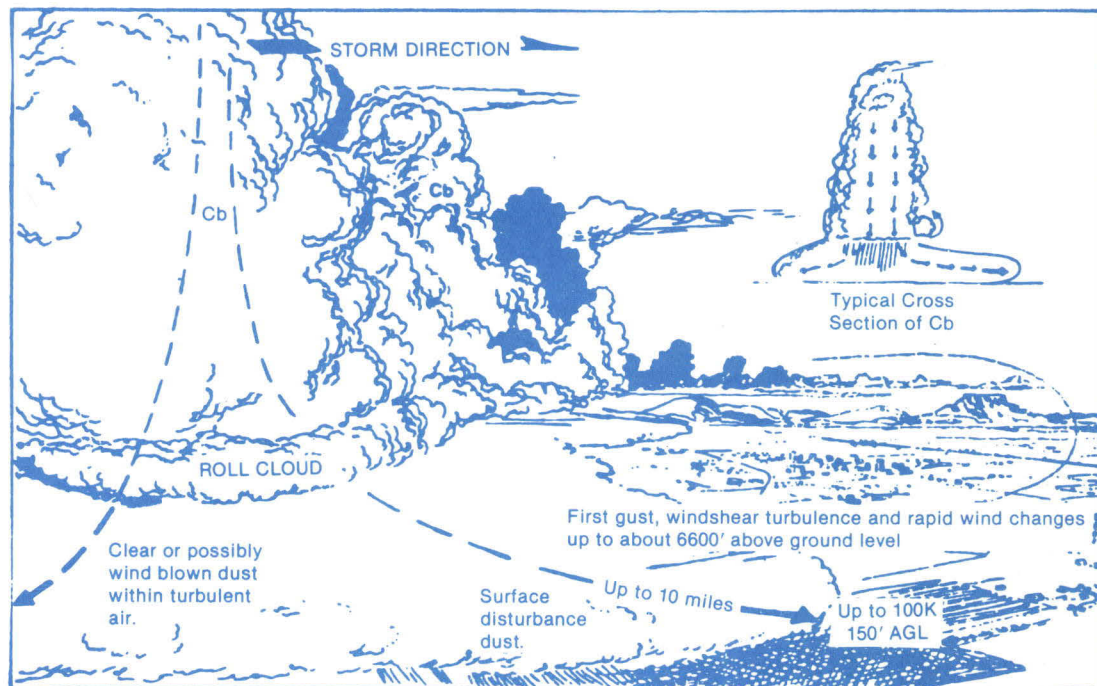 STORM DIRECTION
Cb
Cb
Typical Cross
Section of Cb
ROLL CLOUD
First gust, windshear turbulence and rapid wind changes
up to about 6600' above ground level
Clear or possibly
wind blown dust
within turbulent
air.
Surface
disturbance
dust.
Up to 10 miles
Up to 100K
150' AGL